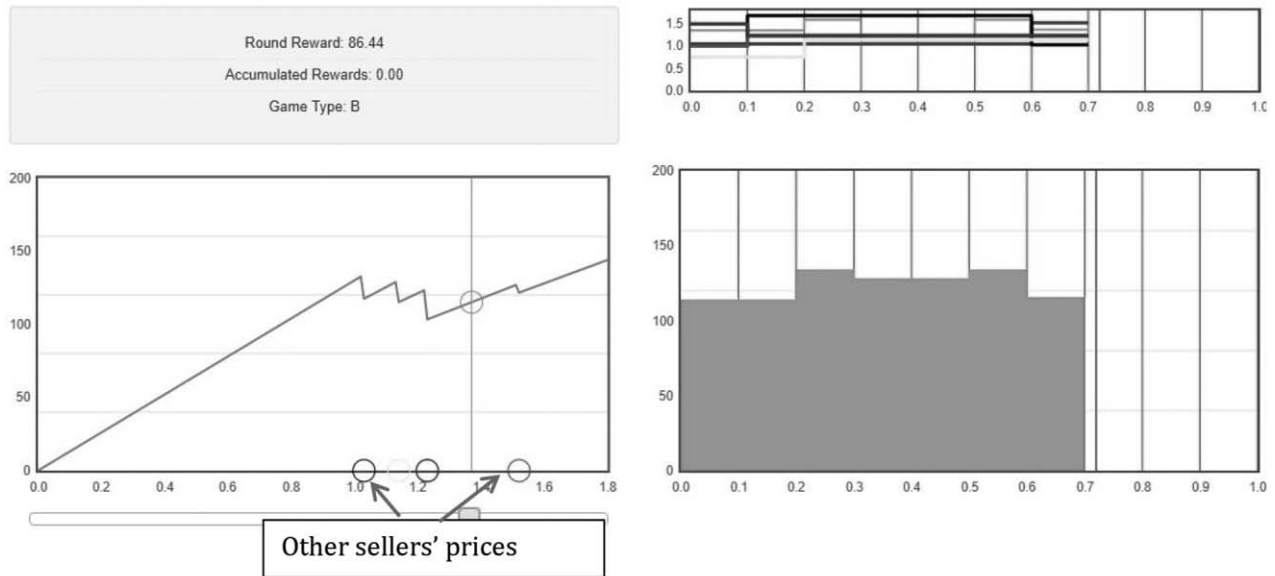 Round Reward: 86.44
Accumulated Rewards: 0.00
Game Type: B
1.5
1.0
0.5
0.0
0.0 0.1 0.2 0.3 0.4 0.5 0.6 0.7 0.8 0.9 1.0
200
150
100
50
0
0.0 0.2 0.4 0.6 0.8 1.0 1.2 1.4 1.6 1.8
200
150
100
50
0
0.0 0.1 0.2 0.3 0.4 0.5 0.6 0.7 0.8 0.9 1.0
Other sellers' prices